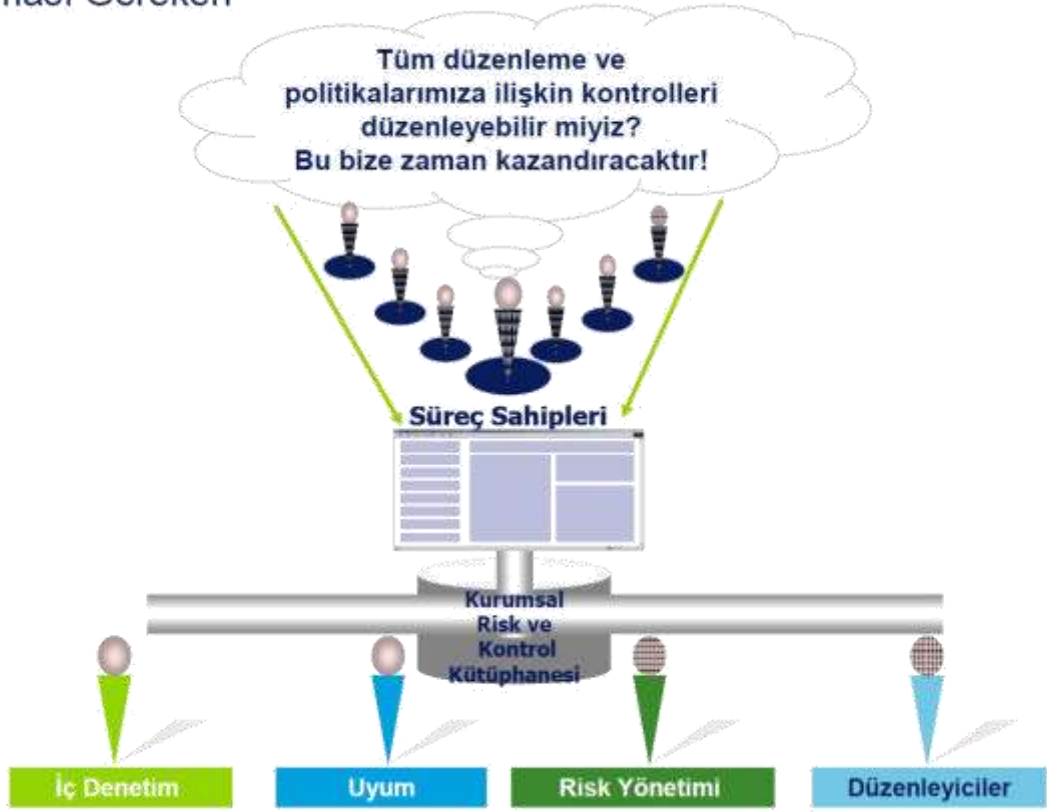 Gereken
Tüm düzenleme ve
politikalarımıza ilişkin kontrolleri
düzenleyebilir miyiz?
Bu bize zaman kazandıracaktır!
Süreç Sahipleri
Kurumsal
Risk ve
Kontrol
Kütüphanesi
İç Denetim
Uyum
Risk Yönetimi
Düzenleyiciler